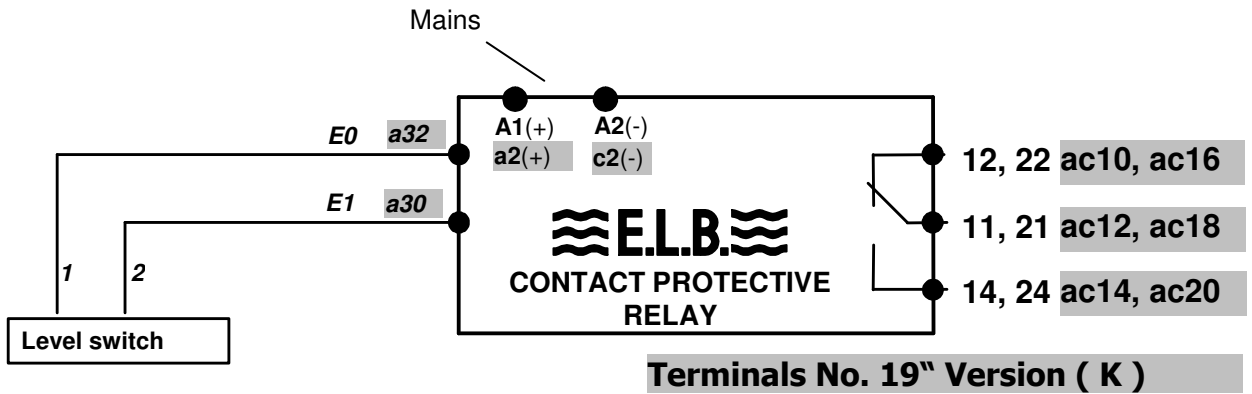 Mains
A1(+) A2(-)
a2(+) c2(-)
E0 a32
E1 a30
1 2
Level switch
E.L.B.
CONTACT PROTECTIVE
RELAY
12, 22 ac10, ac16
11, 21 ac12, ac18
14, 24 ac14, ac20
Terminals No. 19“ Version ( K )